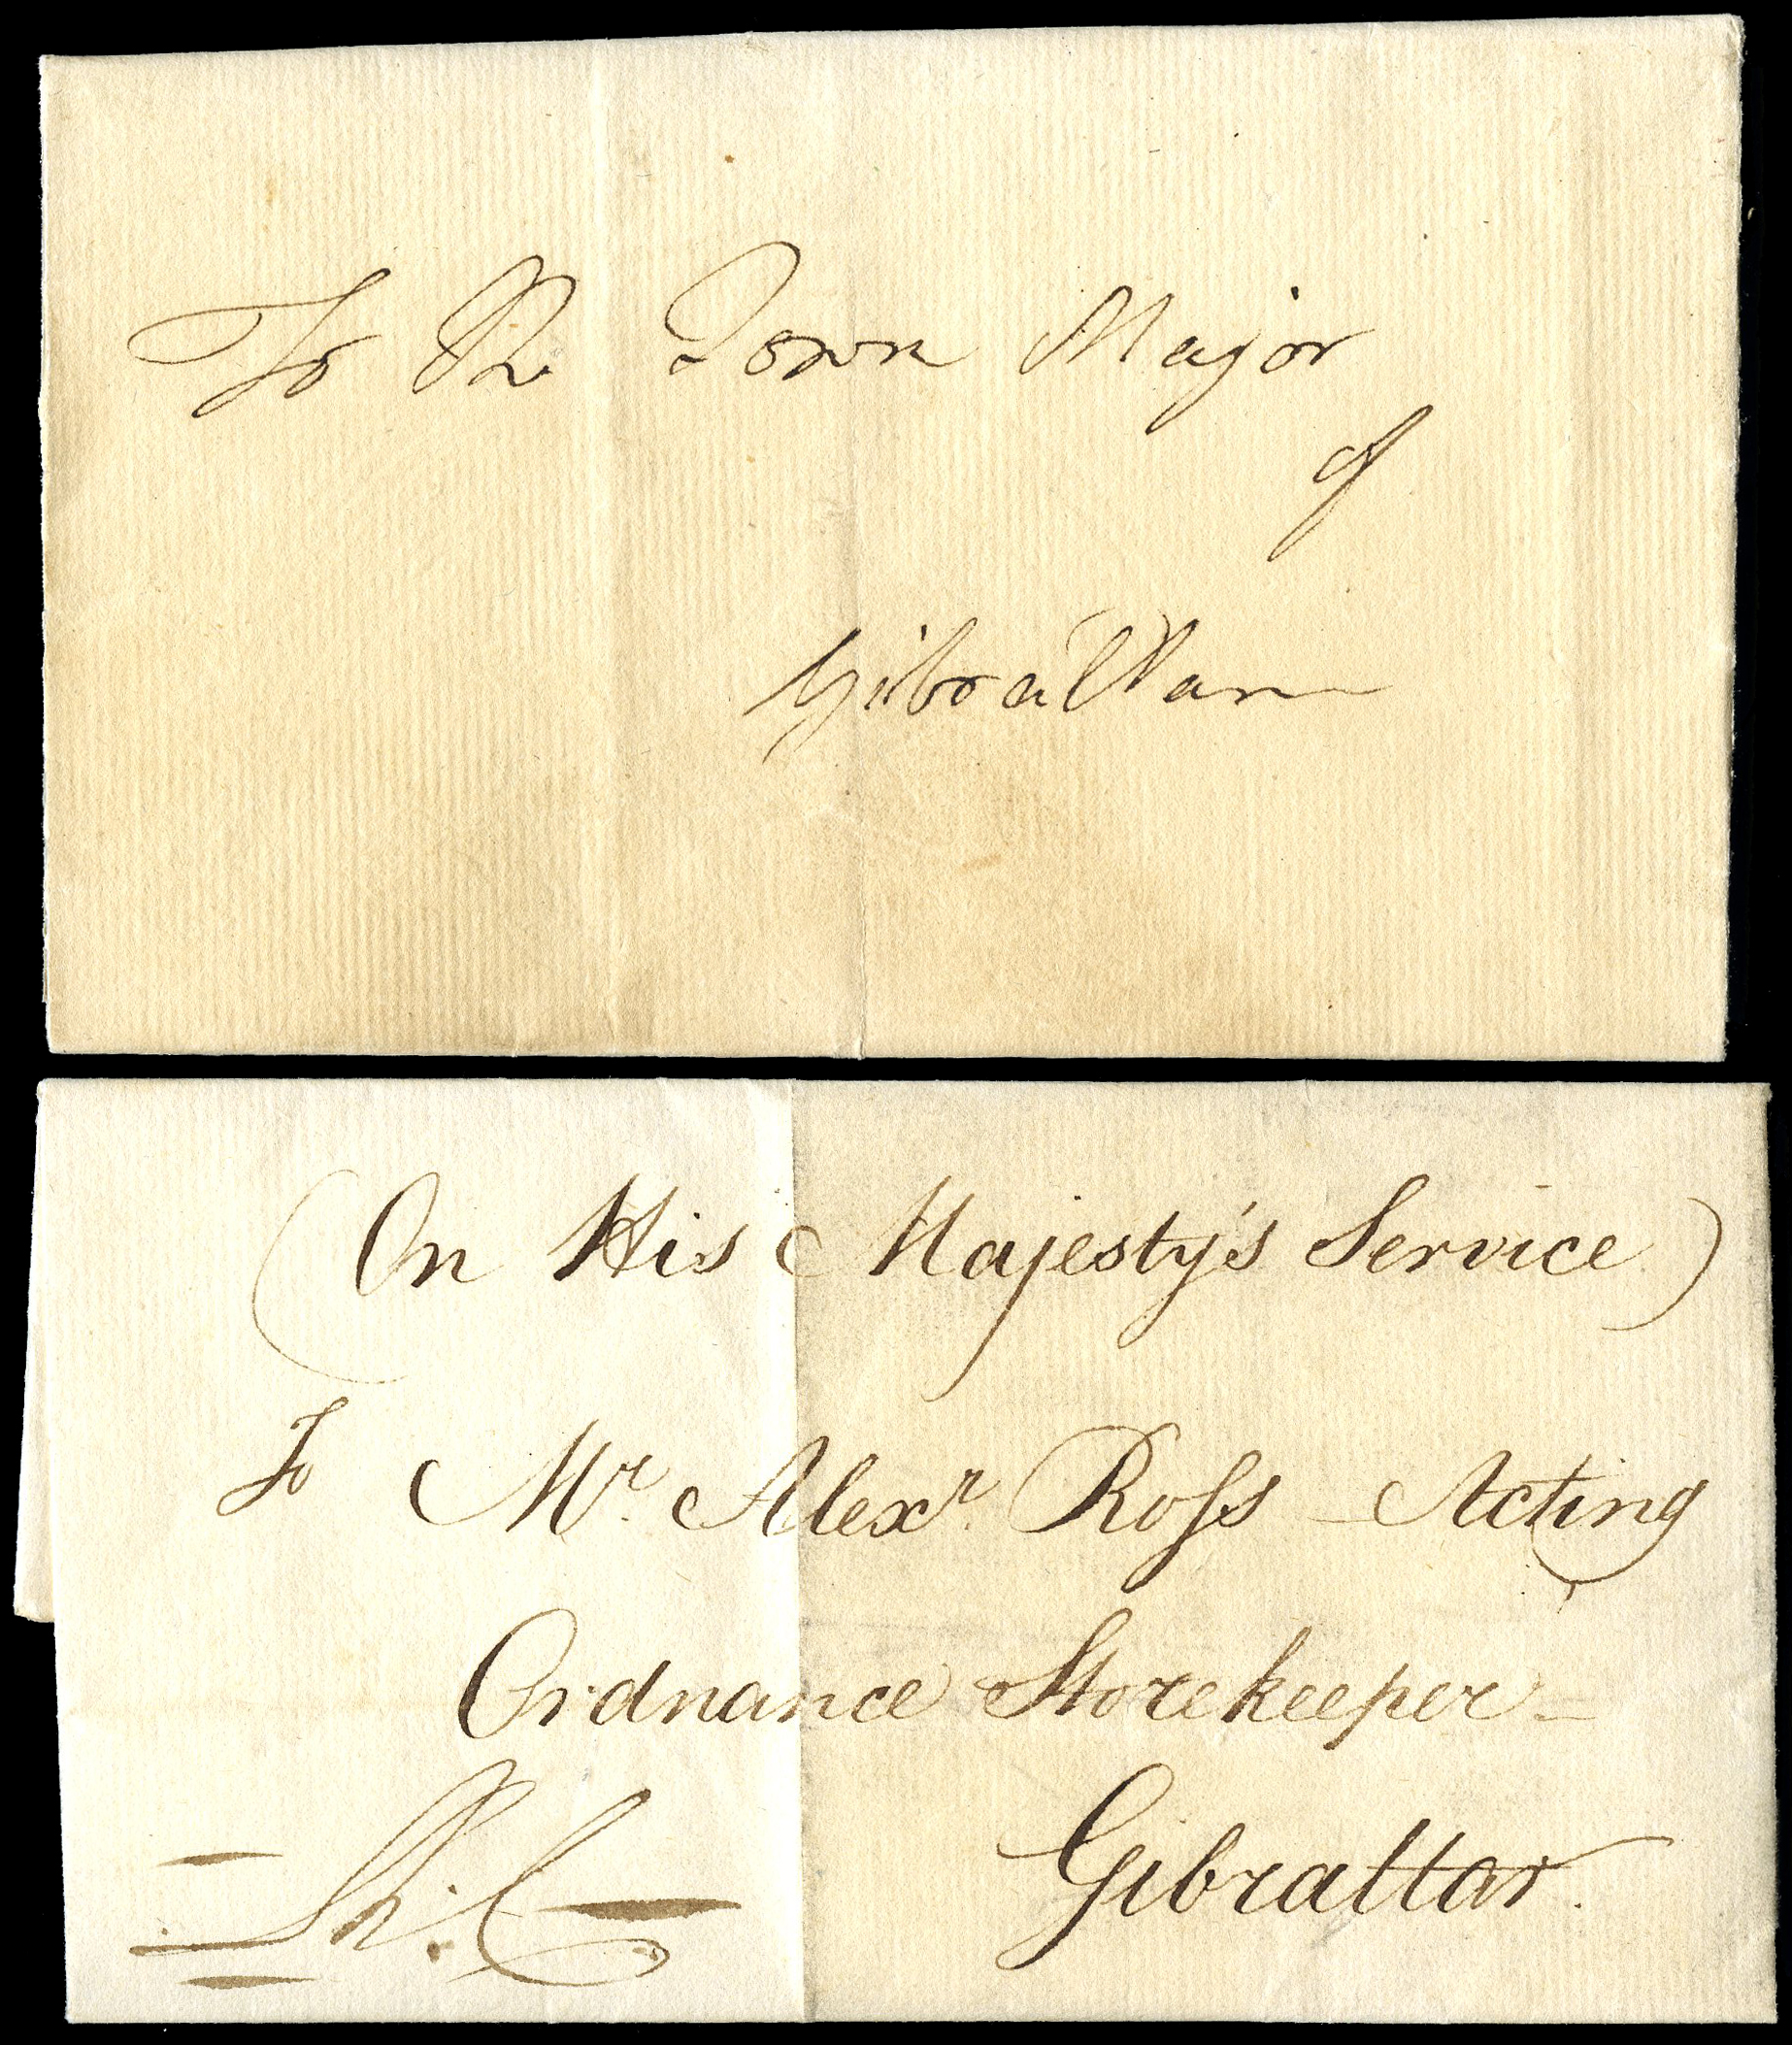 To the Town Major
of
Gibraltar
(On His Majesty's Service)
To Mr. Alexr. Ross Acting
Ordnance Storekeeper
Gibraltar.